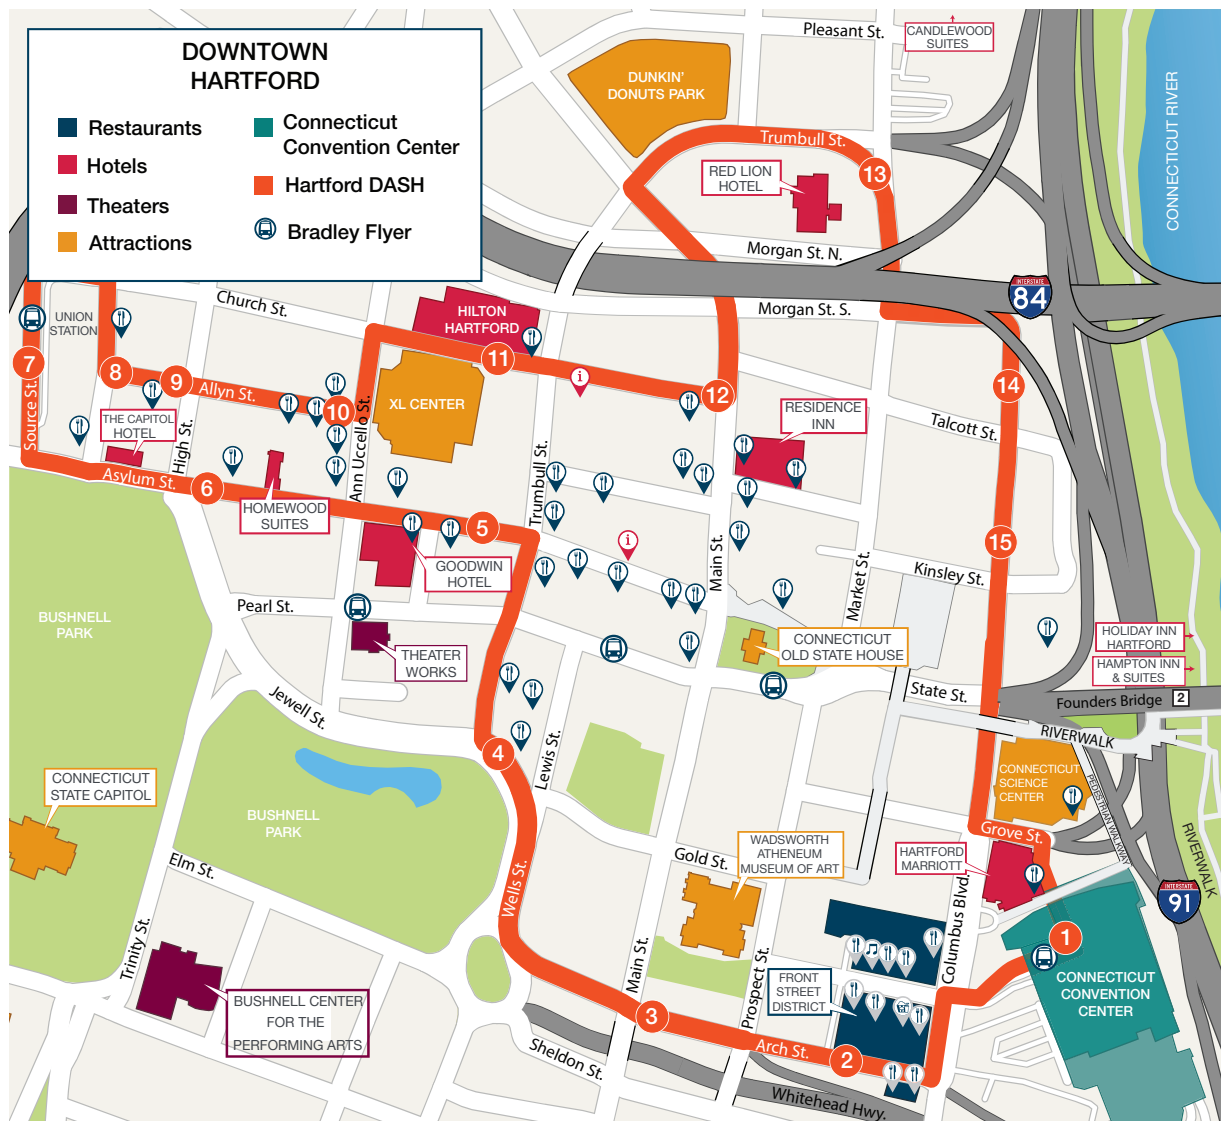 DOWNTOWN
HARTFORD
Restaurants
Hotels
Theaters
Attractions
Connecticut
Convention Center
Hartford DASH
Bradley Flyer
Pleasant St.
CANDLEWOOD
SUITES
DUNKIN'
DONUTS PARK
Trumbull St.
13
RED LION
HOTEL
CONNECTICUT RIVER
Morgan St. N.
Church St.
HILTON
HARTFORD
Morgan St. S.
INTERSTATE
84
UNION
STATION
7
8
9
Allyn St.
10
11
12
14
i
XL CENTER
RESIDENCE
INN
Talcott St.
Source St.
THE CAPITOL
HOTEL
High St.
Ann Uccello St.
Trumbull St.
Asylum St.
6
HOMEWOOD
SUITES
5
GOODWIN
HOTEL
i
Main St.
Market St.
15
Kinsley St.
Pearl St.
BUSHNELL
PARK
THEATER
WORKS
CONNECTICUT
OLD STATE HOUSE
HOLIDAY INN
HARTFORD
HAMPTON INN
& SUITES
State St.
Founders Bridge
2
RIVERWALK
Jewell St.
4
Lewis St.
CONNECTICUT
SCIENCE
CENTER
PEDESTRIAN WALKWAY
CONNECTICUT
STATE CAPITOL
BUSHNELL
PARK
Grove St.
RIVERWALK
Elm St.
Gold St.
WADSWORTH
ATHENEUM
MUSEUM OF ART
HARTFORD
MARRIOTT
Wells St.
Columbus Blvd.
INTERSTATE
91
Trinity St.
Main St.
Prospect St.
1
CONNECTICUT
CONVENTION
CENTER
FRONT
STREET
DISTRICT
BUSHNELL CENTER
FOR THE
PERFORMING ARTS
3
Arch St.
2
Sheldon St.
Whitehead Hwy.